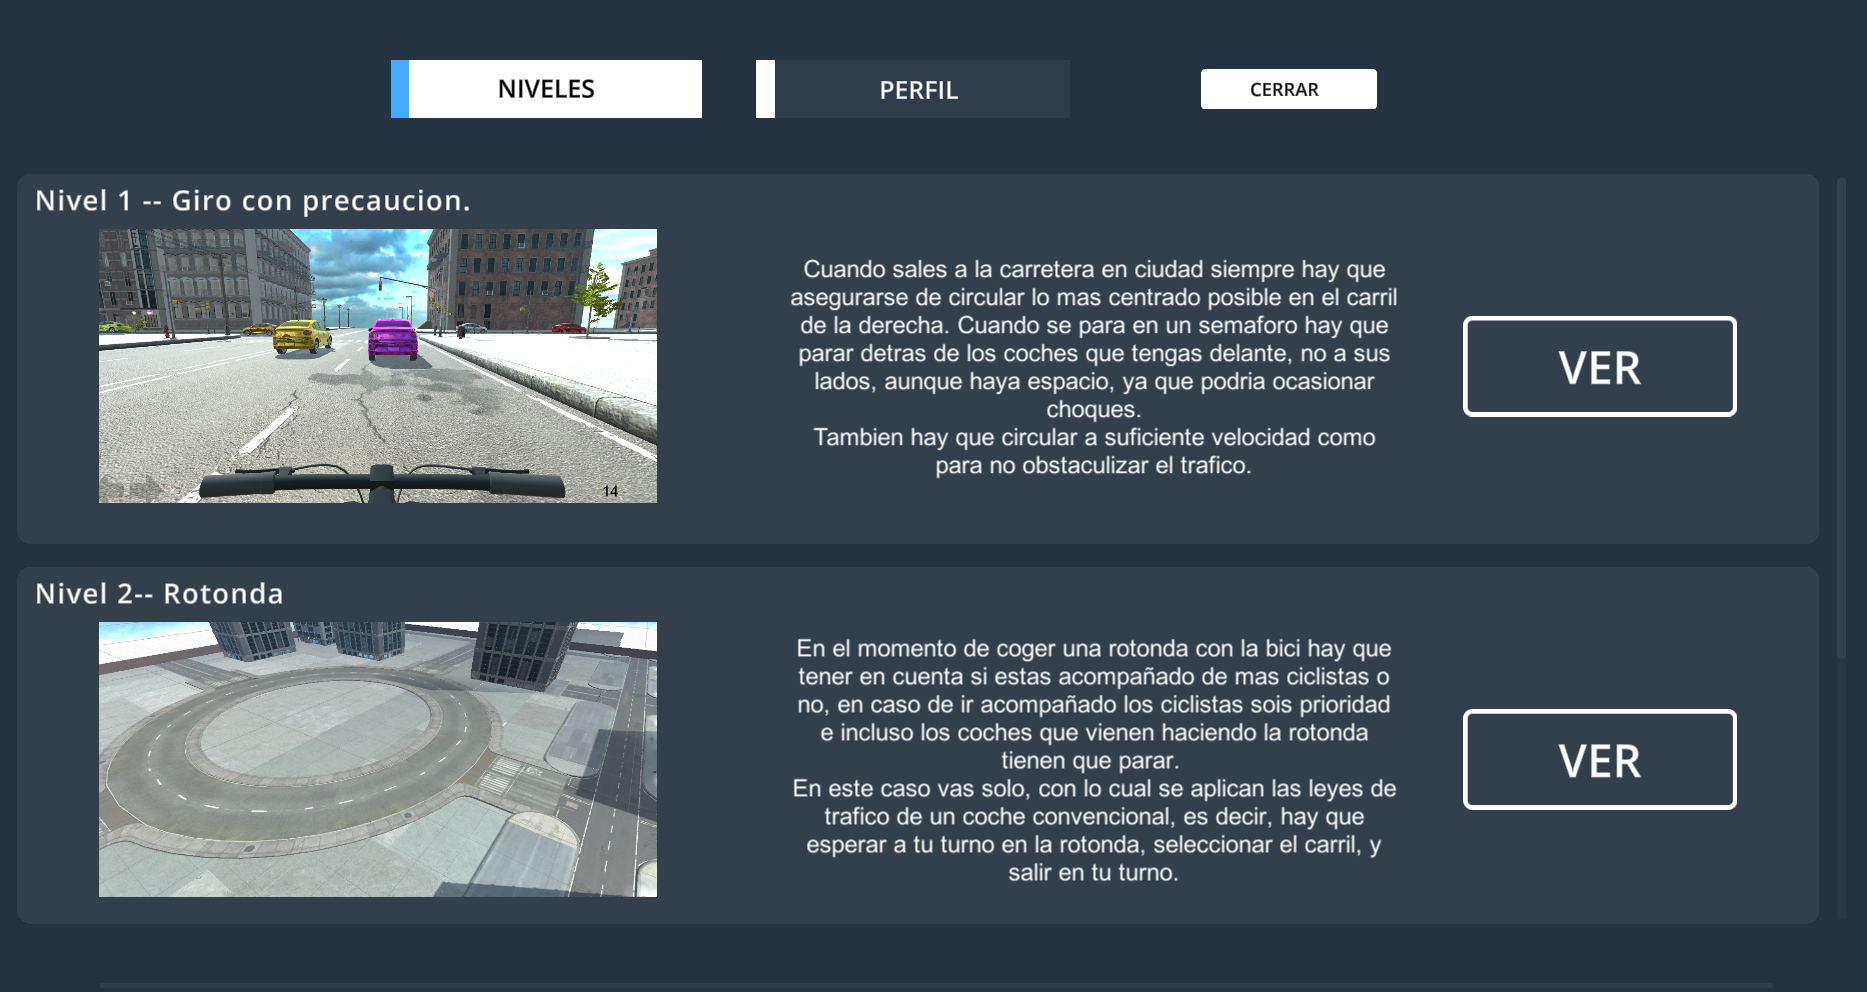 NIVELES
PERFIL
CERRAR
Nivel 1 -- Giro con precaucion.
14
Cuando sales a la carretera en ciudad siempre hay que
asegurarse de circular lo mas centrado posible en el carril
de la derecha. Cuando se para en un semaforo hay que
parar detras de los coches que tengas delante, no a sus
lados, aunque haya espacio, ya que podria ocasionar
choques.
Tambien hay que circular a suficiente velocidad como
para no obstaculizar el trafico.
VER
Nivel 2-- Rotonda
En el momento de coger una rotonda con la bici hay que
tener en cuenta si estas acompañado de mas ciclistas o
no, en caso de ir acompañado los ciclistas sois prioridad
e incluso los coches que vienen haciendo la rotonda
tienen que parar.
En este caso vas solo, con lo cual se aplican las leyes de
trafico de un coche convencional, es decir, hay que
esperar a tu turno en la rotonda, seleccionar el carril, y
salir en tu turno.
VER